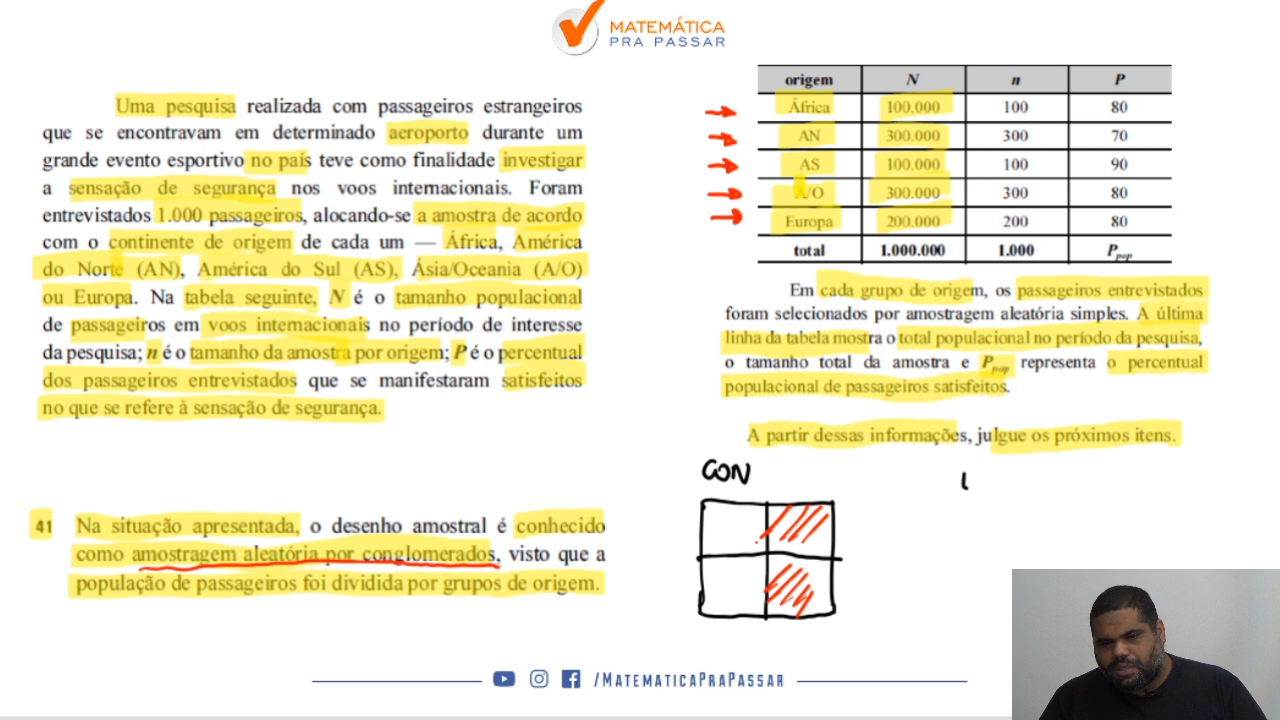 MATEMÁTICA
PRA PASSAR
Uma pesquisa realizada com passageiros estrangeiros
que se encontravam em determinado aeroporto durante um
grande evento esportivo no país teve como finalidade investigar
a sensação de segurança nos voos internacionais. Foram
entrevistados 1.000 passageiros, alocando-se a amostra de acordo
com o continente de origem de cada um — África, América
do Norte (AN), América do Sul (AS), Ásia/Oceania (A/O)
ou Europa. Na tabela seguinte, N é o tamanho populacional
de passageiros em voos internacionais no período de interesse
da pesquisa; n é o tamanho da amostra por origem; P é o percentual
dos passageiros entrevistados que se manifestaram satisfeitos
no que se refere à sensação de segurança.
origem N n P
África 100.000 100 80
AN 300.000 300 70
AS 100.000 100 90
A/O 300.000 300 80
Europa 200.000 200 80
total 1.000.000 1.000 Ppop
Em cada grupo de origem, os passageiros entrevistados
foram selecionados por amostragem aleatória simples. A última
linha da tabela mostra o total populacional no período da pesquisa,
o tamanho total da amostra e Ppop representa o percentual
populacional de passageiros satisfeitos.
A partir dessas informações, julgue os próximos itens.
41 Na situação apresentada, o desenho amostral é conhecido
como amostragem aleatória por conglomerados, visto que a
população de passageiros foi dividida por grupos de origem.
CON
/MATEMATICAPRAPASSAR